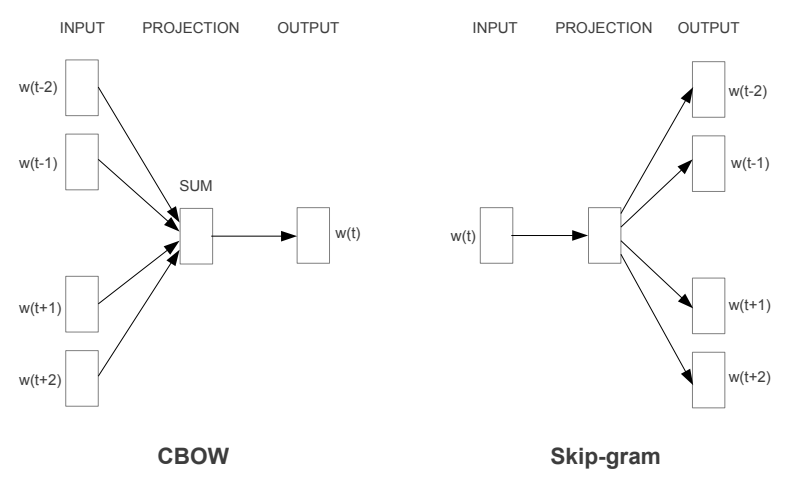 INPUT PROJECTION OUTPUT
w(t-2)
w(t-1)
SUM
w(t)
w(t+1)
w(t+2)
CBOW
INPUT PROJECTION OUTPUT
w(t-2)
w(t-1)
w(t)
w(t+1)
w(t+2)
Skip-gram